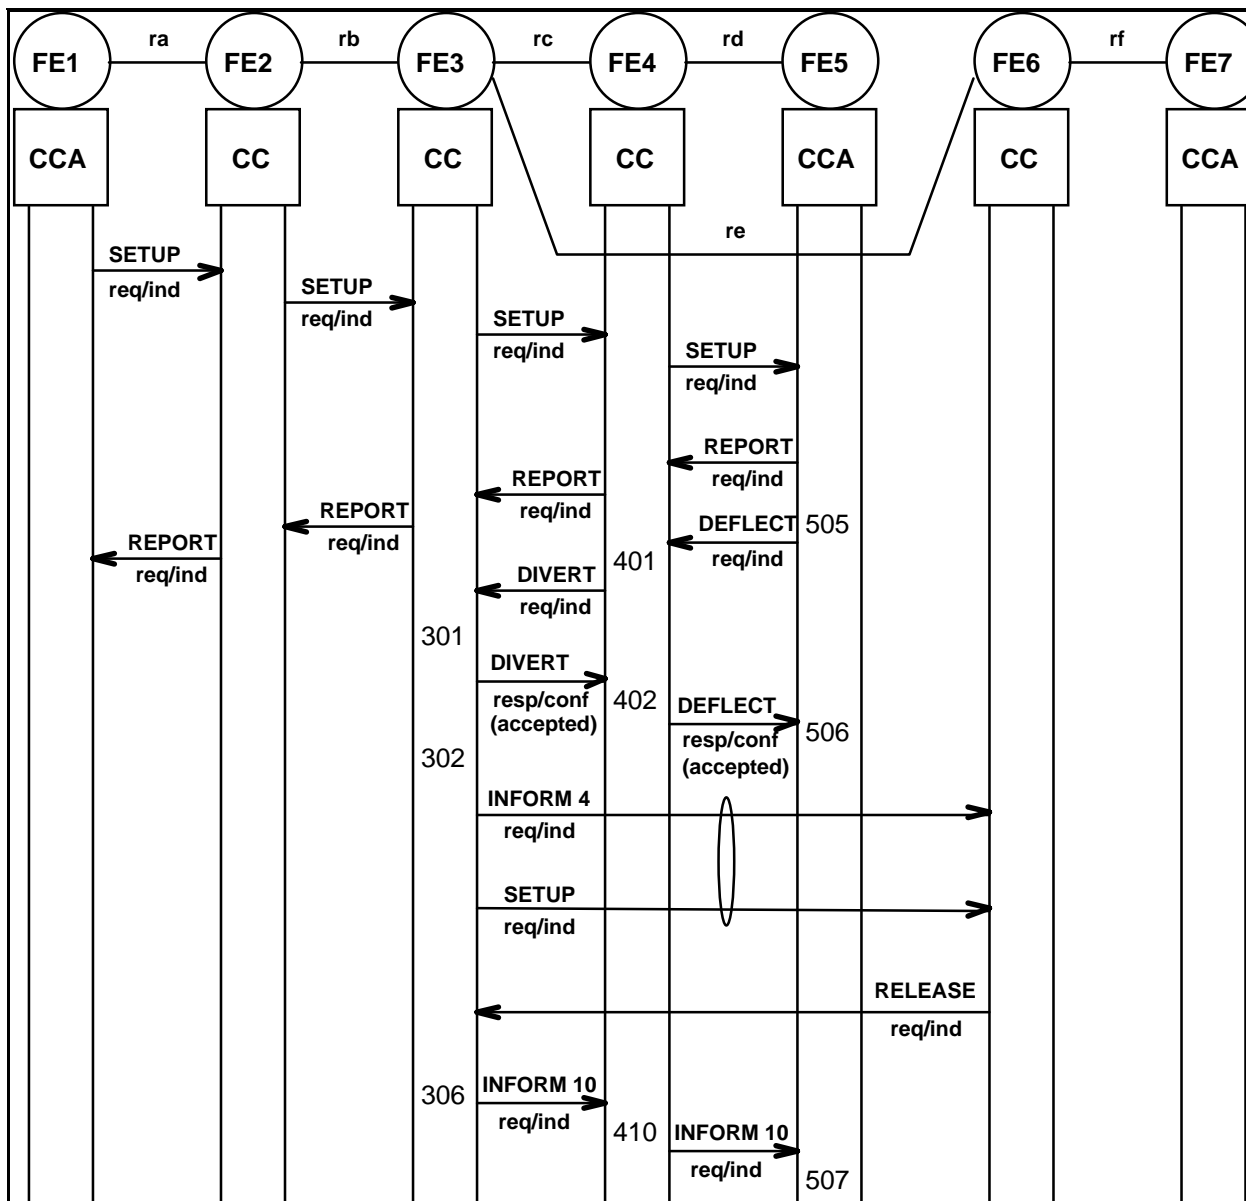 ra rb rc rd rf
FE1 FE2 FE3 FE4 FE5 FE6 FE7
CCA CC CC CC CCA CC CCA
re
SETUP
req/ind
SETUP
req/ind
SETUP
req/ind
SETUP
req/ind
REPORT
req/ind
REPORT
req/ind
REPORT
req/ind
REPORT
req/ind
DEFLECT 505
req/ind
401
DIVERT
req/ind
301
DIVERT
resp/conf
(accepted)
402
DEFLECT
resp/conf
(accepted)
506
302
INFORM 4
req/ind
SETUP
req/ind
RELEASE
req/ind
306
INFORM 10
req/ind
410
INFORM 10
req/ind
507